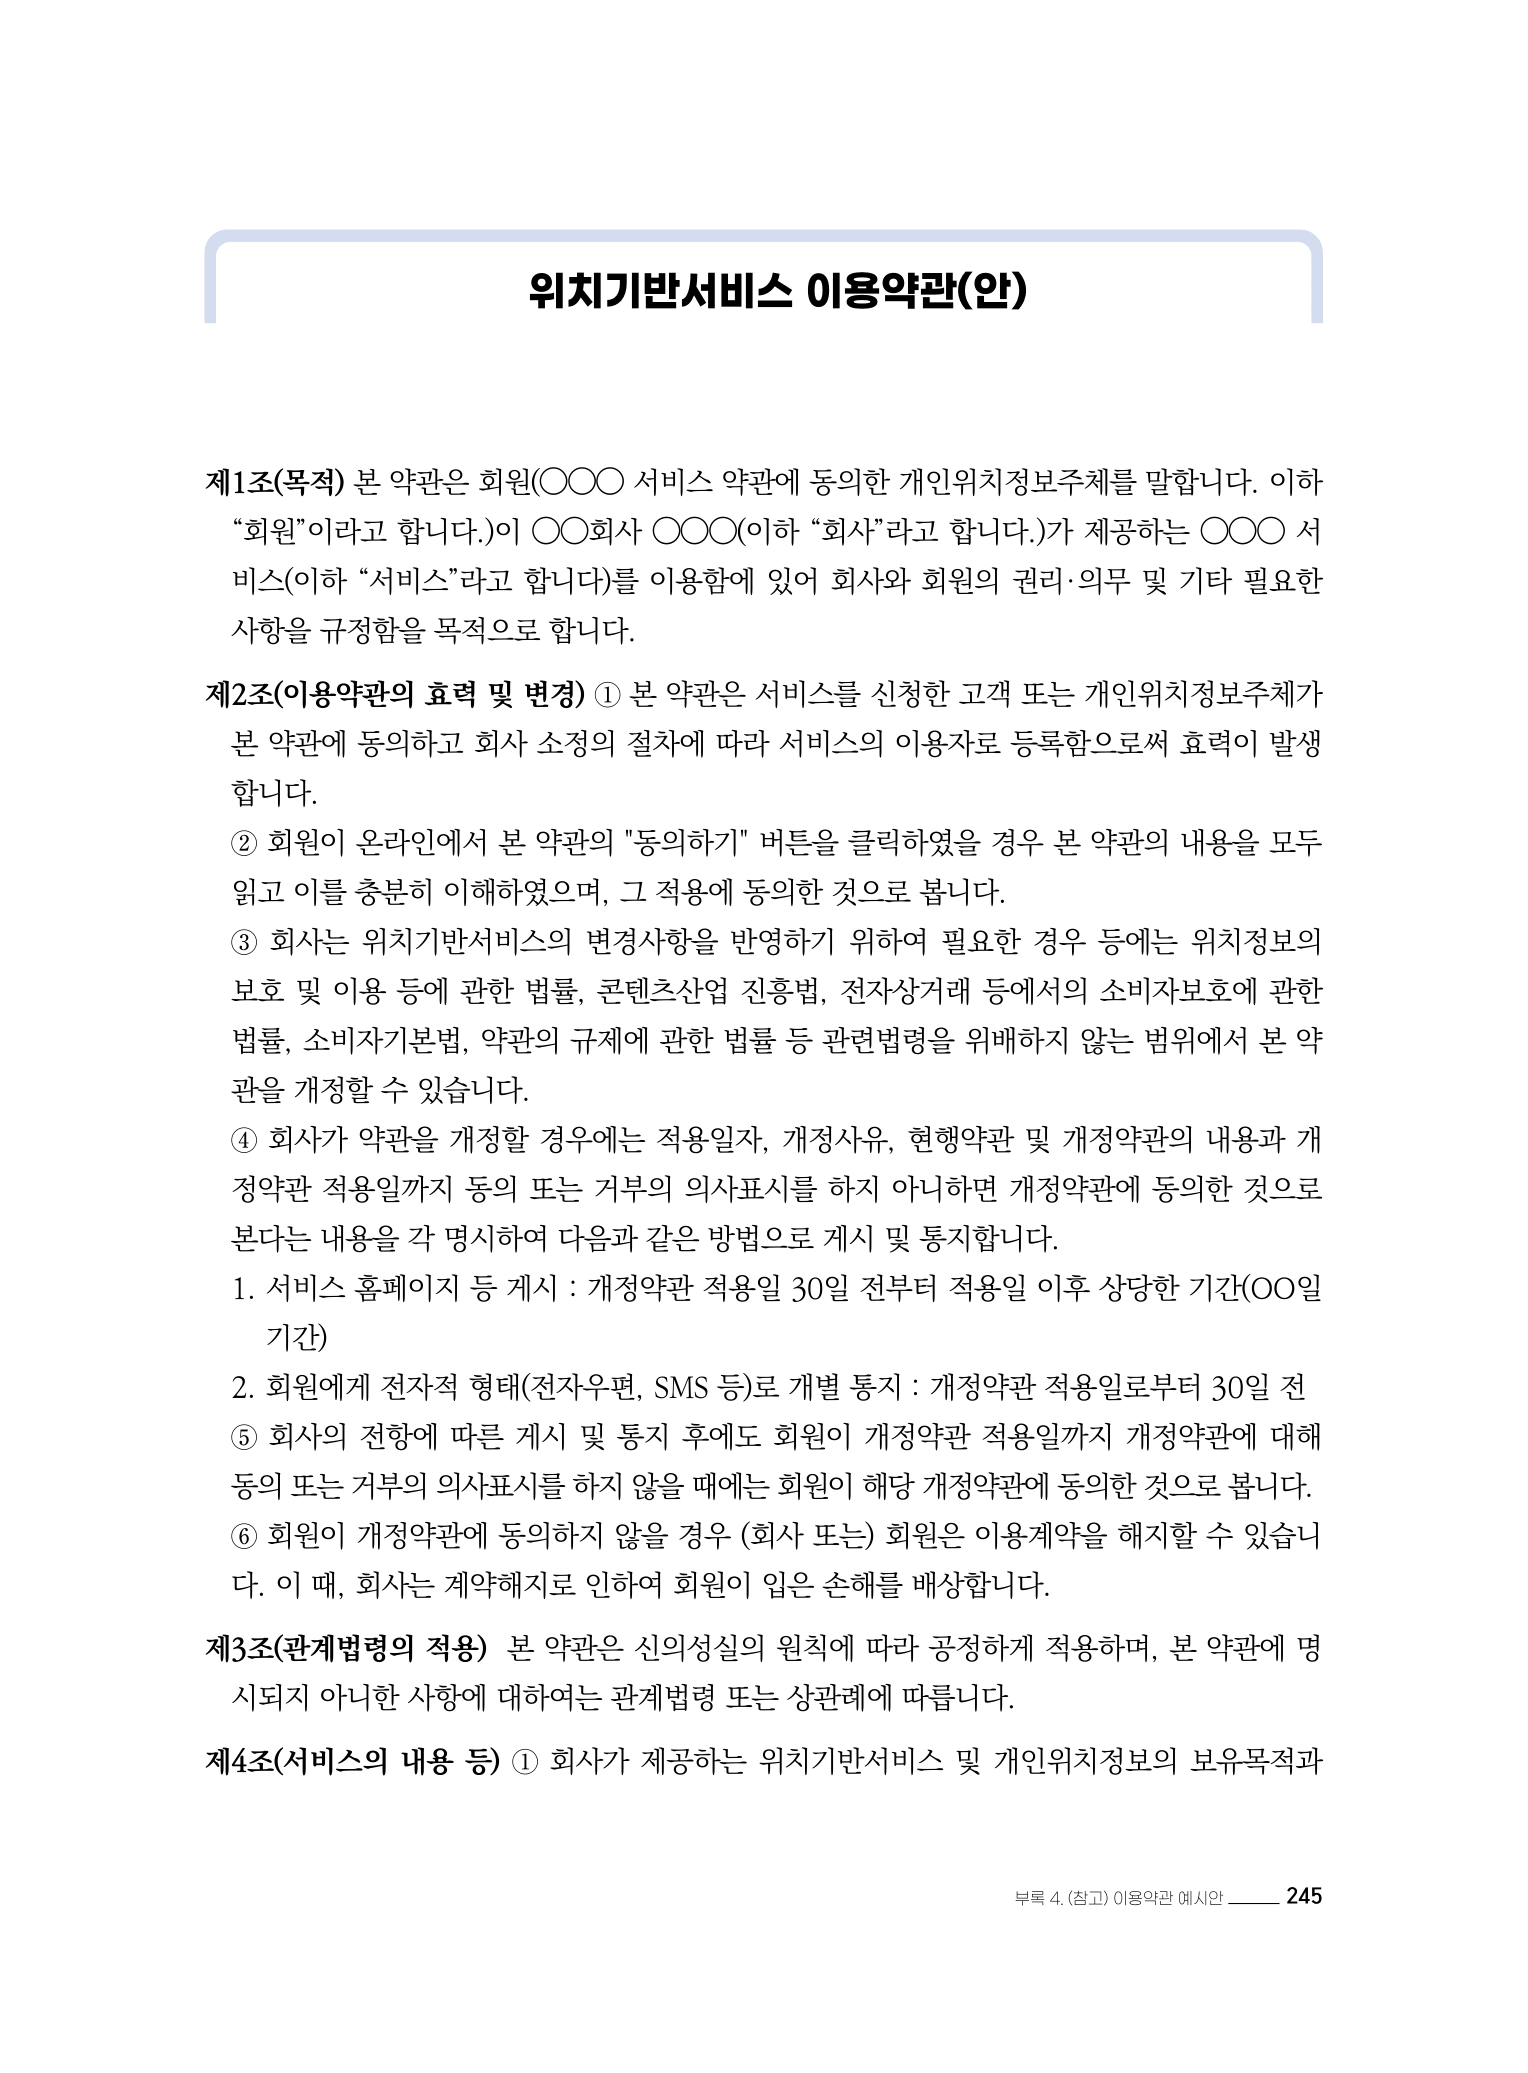 위치기반서비스 이용약관(안)
제1조(목적) 본 약관은 회원(○○○ 서비스 약관에 동의한 개인위치정보주체를 말합니다. 이하
“회원”이라고 합니다.)이 ○○회사 ○○○(이하 “회사”라고 합니다.)가 제공하는 ○○○ 서
비스(이하 “서비스”라고 합니다)를 이용함에 있어 회사와 회원의 권리·의무 및 기타 필요한
사항을 규정함을 목적으로 합니다.
제2조(이용약관의 효력 및 변경) ① 본 약관은 서비스를 신청한 고객 또는 개인위치정보주체가
본 약관에 동의하고 회사 소정의 절차에 따라 서비스의 이용자로 등록함으로써 효력이 발생
합니다.
② 회원이 온라인에서 본 약관의 "동의하기" 버튼을 클릭하였을 경우 본 약관의 내용을 모두
읽고 이를 충분히 이해하였으며, 그 적용에 동의한 것으로 봅니다.
③ 회사는 위치기반서비스의 변경사항을 반영하기 위하여 필요한 경우 등에는 위치정보의
보호 및 이용 등에 관한 법률, 콘텐츠산업 진흥법, 전자상거래 등에서의 소비자보호에 관한
법률, 소비자기본법, 약관의 규제에 관한 법률 등 관련법령을 위배하지 않는 범위에서 본 약
관을 개정할 수 있습니다.
④ 회사가 약관을 개정할 경우에는 적용일자, 개정사유, 현행약관 및 개정약관의 내용과 개
정약관 적용일까지 동의 또는 거부의 의사표시를 하지 아니하면 개정약관에 동의한 것으로
본다는 내용을 각 명시하여 다음과 같은 방법으로 게시 및 통지합니다.
1. 서비스 홈페이지 등 게시 : 개정약관 적용일 30일 전부터 적용일 이후 상당한 기간(OO일
기간)
2. 회원에게 전자적 형태(전자우편, SMS 등)로 개별 통지 : 개정약관 적용일로부터 30일 전
⑤ 회사의 전항에 따른 게시 및 통지 후에도 회원이 개정약관 적용일까지 개정약관에 대해
동의 또는 거부의 의사표시를 하지 않을 때에는 회원이 해당 개정약관에 동의한 것으로 봅니다.
⑥ 회원이 개정약관에 동의하지 않을 경우 (회사 또는) 회원은 이용계약을 해지할 수 있습니
다. 이 때, 회사는 계약해지로 인하여 회원이 입은 손해를 배상합니다.
제3조(관계법령의 적용) 본 약관은 신의성실의 원칙에 따라 공정하게 적용하며, 본 약관에 명
시되지 아니한 사항에 대하여는 관계법령 또는 상관례에 따릅니다.
제4조(서비스의 내용 등) ① 회사가 제공하는 위치기반서비스 및 개인위치정보의 보유목적과
부록 4. (참고) 이용약관 예시안 245